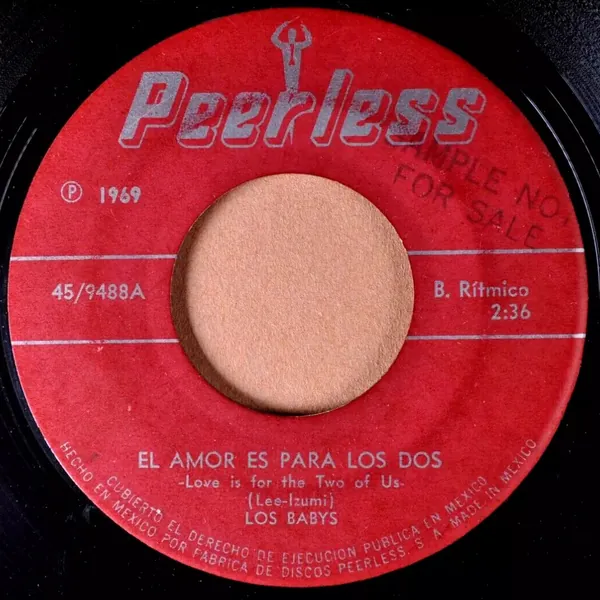 Peerless
SAMPLE NO,
FOR SALE
Ⓟ 1969
45/9488A
B. Rítmico
2:36
EL AMOR ES PARA LOS DOS
-Love is for the Two of Us-
(Lee-Izumi)
LOS BABYS
CUBIERTO EL DERECHO DE EJECUCION PUBLICA EN MEXICO
HECHO EN MEXICO POR FABRICA DE DISCOS PEERLESS, S. A. MADE IN MEXICO